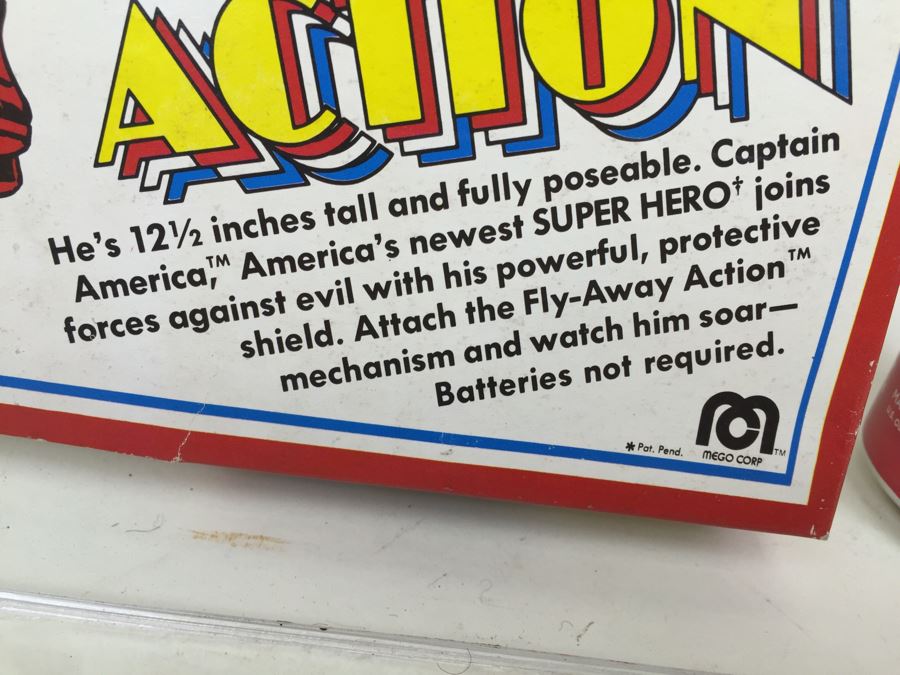 ACTION
He's 12½ inches tall and fully poseable. Captain
America,™ America's newest SUPER HERO† joins
forces against evil with his powerful, protective
shield. Attach the Fly-Away Action™
mechanism and watch him soar—
Batteries not required.
* Pat. Pend.
MEGO CORP ™